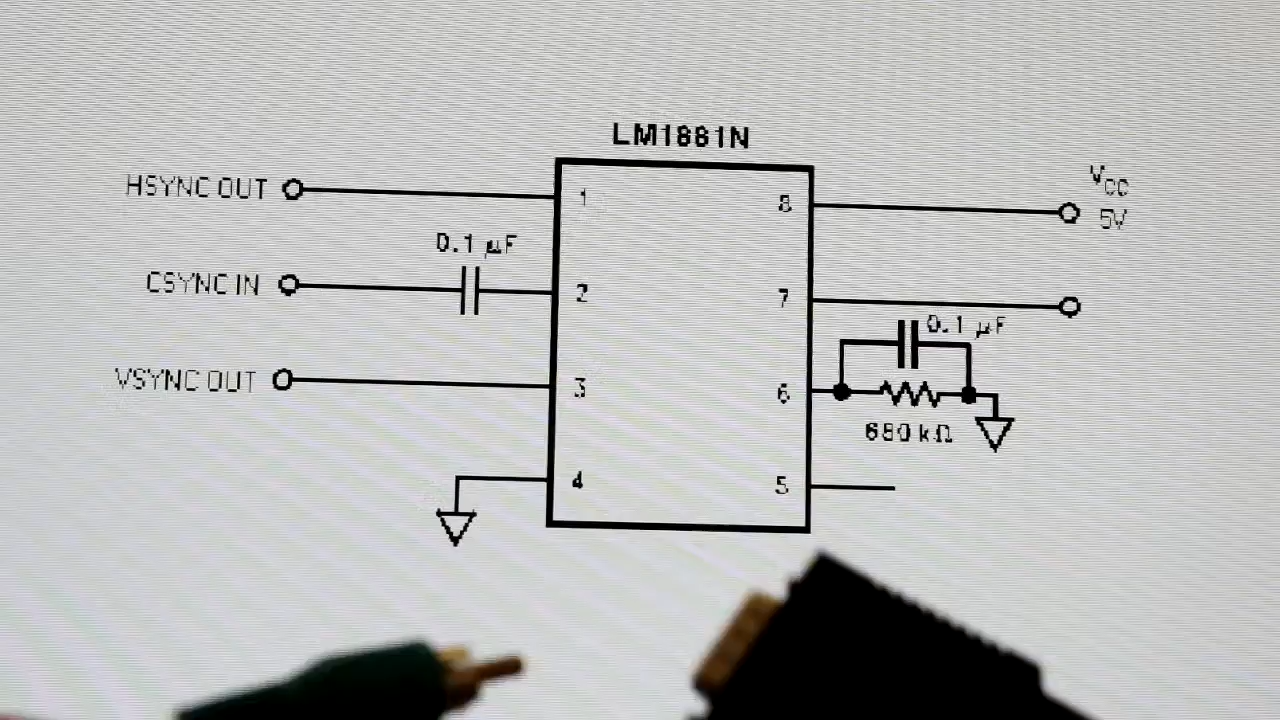 LM1881N
HSYNC OUT
CSYNC IN
VSYNC OUT
0.1 µF
1
2
3
4
8
7
6
5
V_CC
5V
0.1 µF
680 kΩ